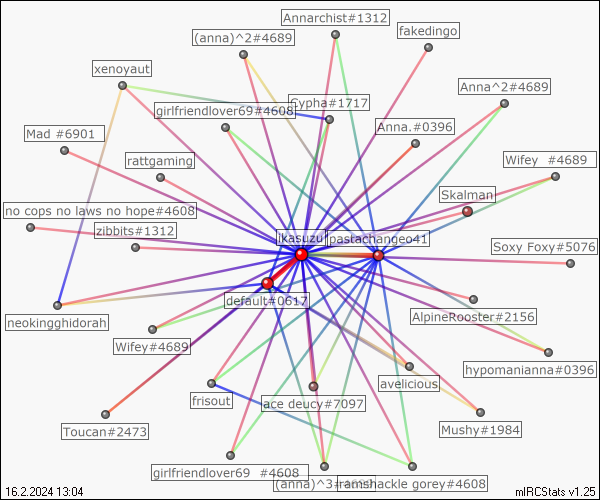 Annarchist#1312
fakedingo
(anna)^2#4689
xenoyaut
Anna^2#4689
Cypha#1717
girlfriendlover69#4608
Anna.#0396
Mad #6901
rattgaming
Wifey  #4689
Skalman
no cops no laws no hope#4608
zibbits#1312
ikasuzu
pastachangeo41
Soxy Foxy#5076
default#0617
neokingghidorah
AlpineRooster#2156
Wifey#4689
hypomanianna#0396
avelicious
frisout
ace deucy#7097
Toucan#2473
Mushy#1984
girlfriendlover69  #4608
(anna)^3
ramshackle gorey#4608
16.2.2024 13:04
mIRCStats v1.25